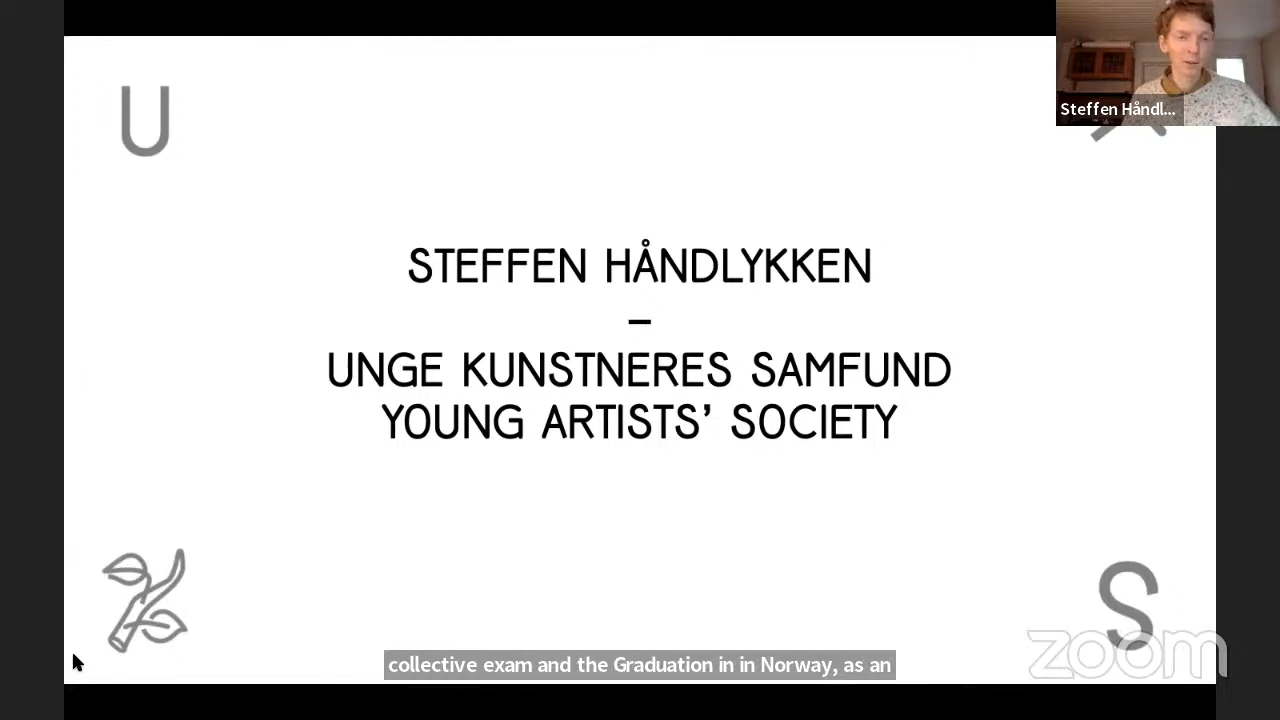 U
Steffen Håndl...
STEFFEN HÅNDLYKKEN
–
UNGE KUNSTNERES SAMFUND
YOUNG ARTISTS’ SOCIETY
S
zoom
collective exam and the Graduation in in Norway, as an